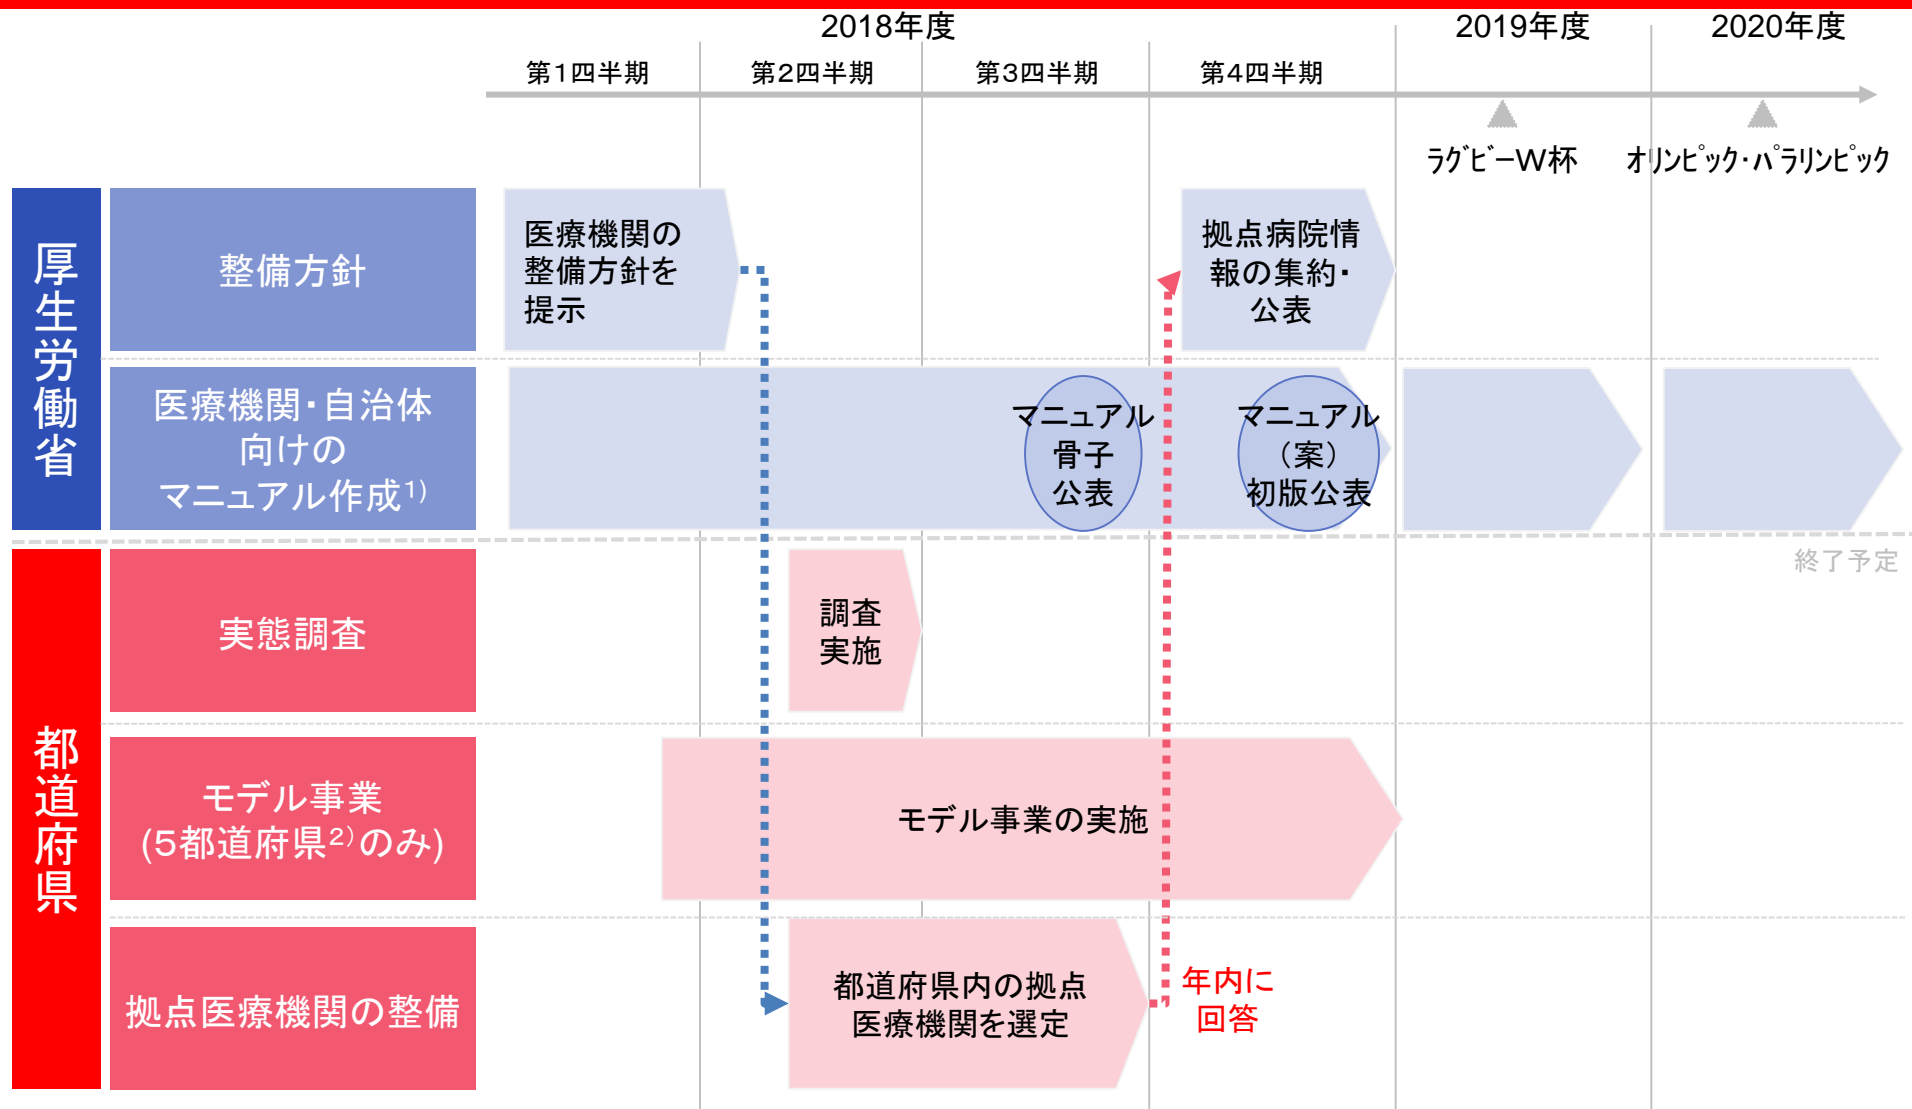 2018年度
2019年度
2020年度
第1四半期
第2四半期
第3四半期
第4四半期
ラグビーW杯
オリンピック・パラリンピック
厚生労働省
整備方針
医療機関の
整備方針を
提示
拠点病院情
報の集約・
公表
医療機関・自治体
向けの
マニュアル作成1)
マニュアル
骨子
公表
マニュアル
（案）
初版公表
終了予定
都道府県
実態調査
調査
実施
モデル事業
(5都道府県2)のみ)
モデル事業の実施
拠点医療機関の整備
都道府県内の拠点
医療機関を選定
年内に
回答